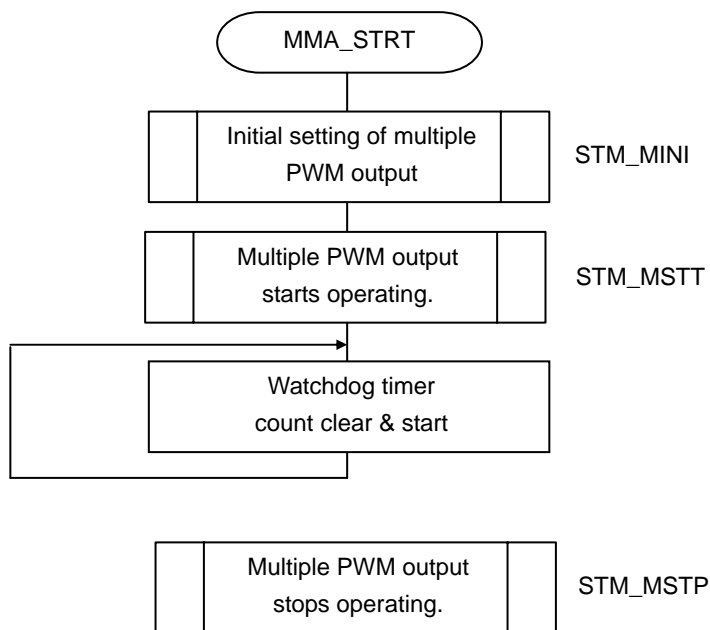 MMA_STRT
Initial setting of multiple
PWM output
STM_MINI
Multiple PWM output
starts operating.
STM_MSTT
Watchdog timer
count clear & start
Multiple PWM output
stops operating.
STM_MSTP